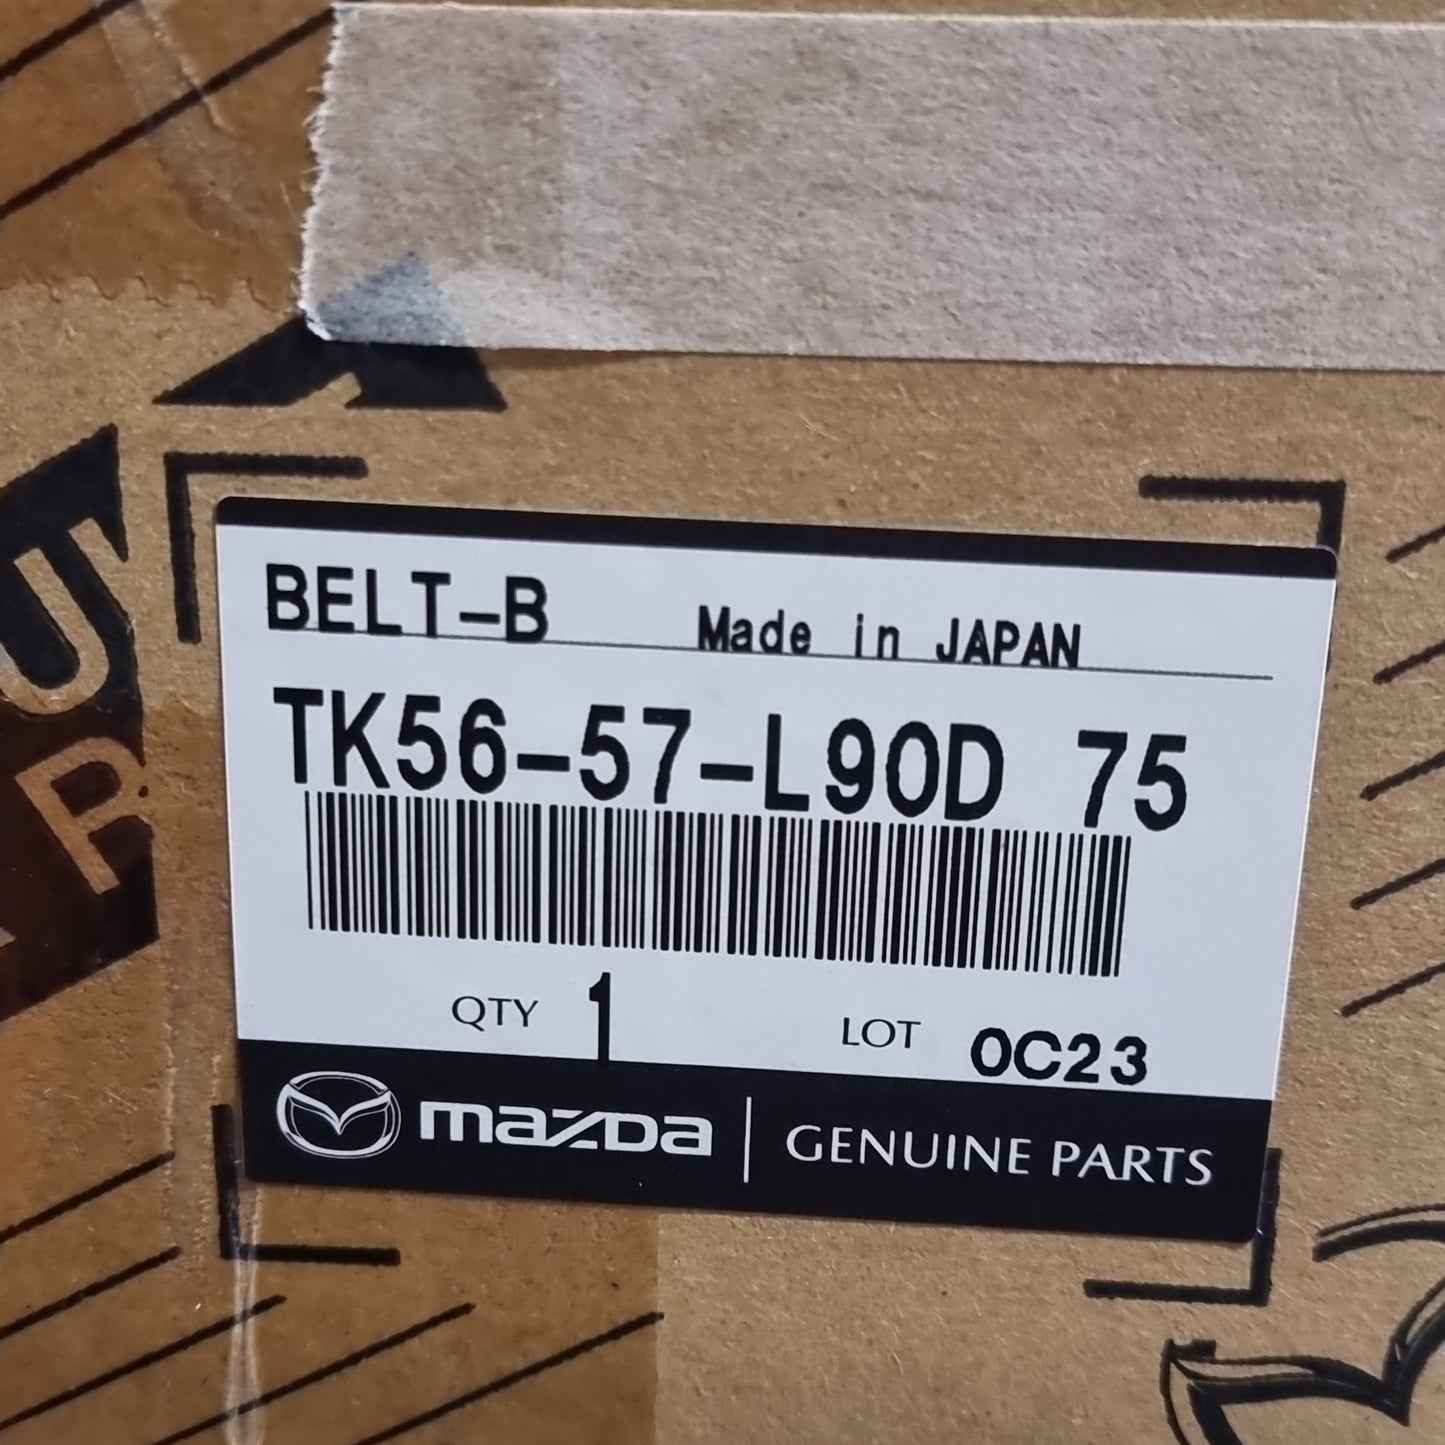 BELT-B Made in JAPAN
TK56-57-L90D 75
QTY 1 LOT 0C23
mazda GENUINE PARTS
U
R